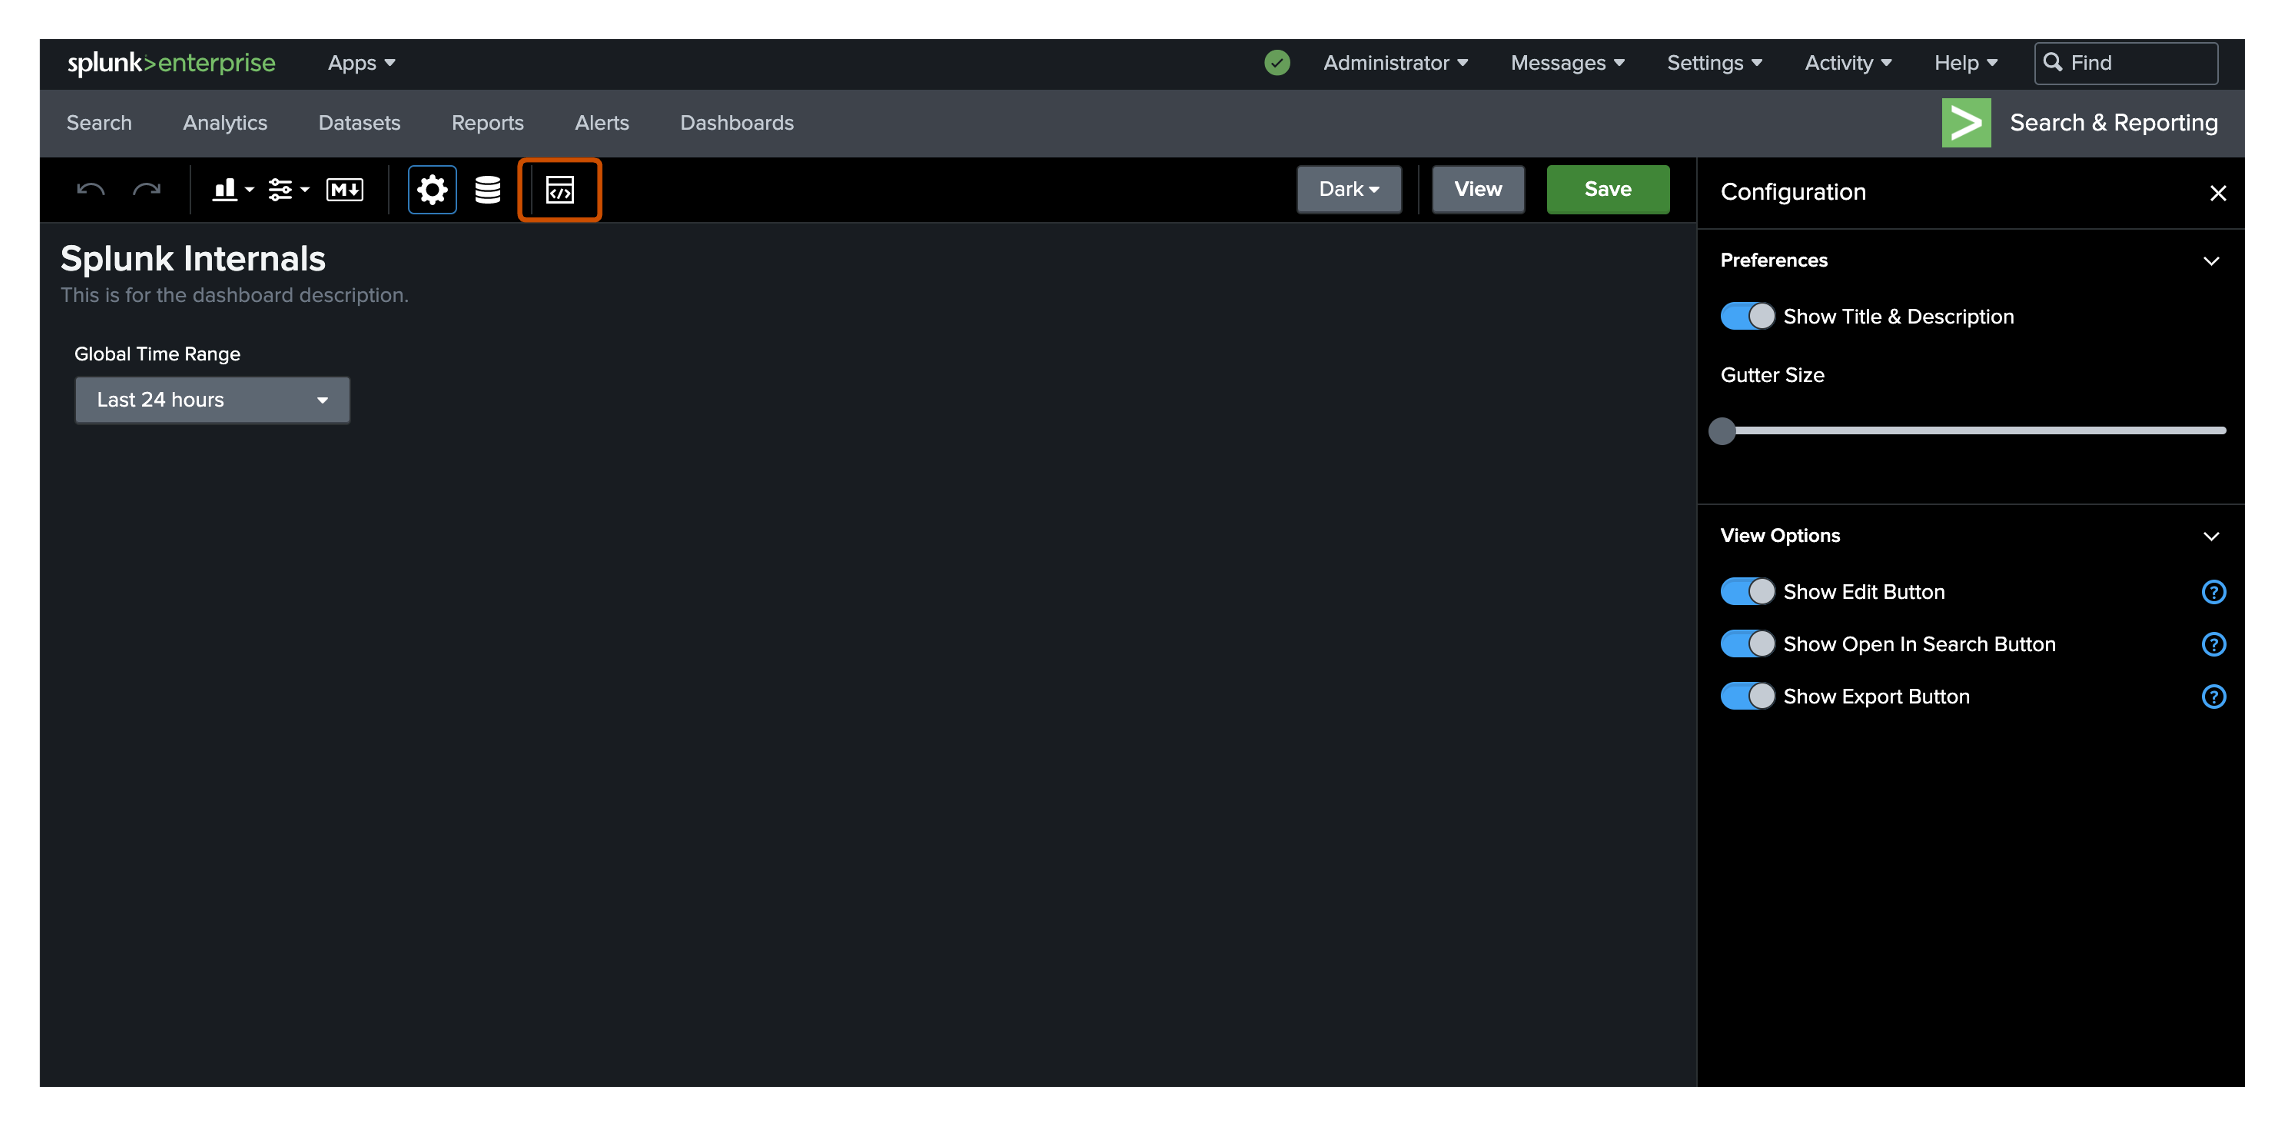 splunk>enterprise Apps Administrator Messages Settings Activity Help Find
Search Analytics Datasets Reports Alerts Dashboards Search & Reporting
M </> Dark View Save
Configuration
Splunk Internals
This is for the dashboard description.
Global Time Range
Last 24 hours
Preferences
Show Title & Description
Gutter Size
View Options
Show Edit Button ?
Show Open In Search Button ?
Show Export Button ?